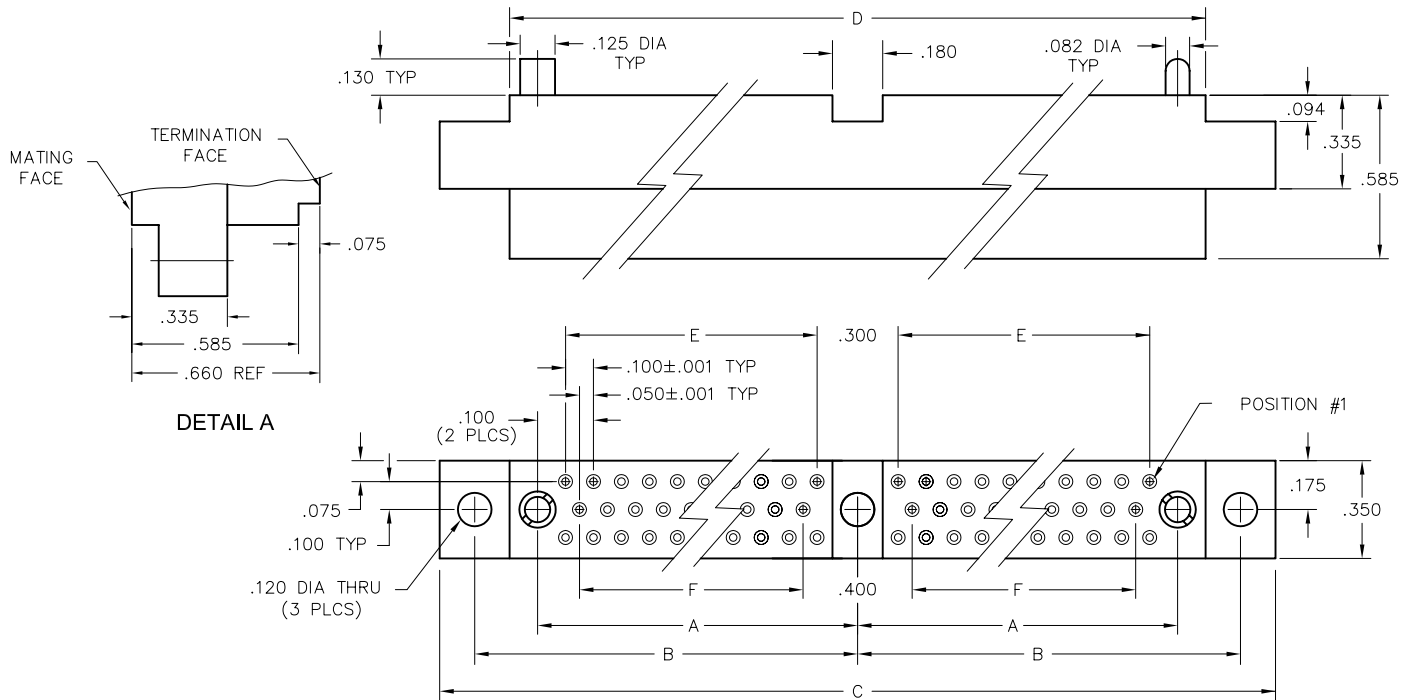 D
.125 DIA
TYP
.180
.082 DIA
TYP
.130 TYP
.094
.335
.585
TERMINATION
FACE
MATING
FACE
.075
.335
.585
.660 REF
DETAIL A
E
.300
E
.100±.001 TYP
.050±.001 TYP
.100
(2 PLCS)
POSITION #1
.075
.100 TYP
.175
.350
.120 DIA THRU
(3 PLCS)
F
.400
F
A
A
B
B
C